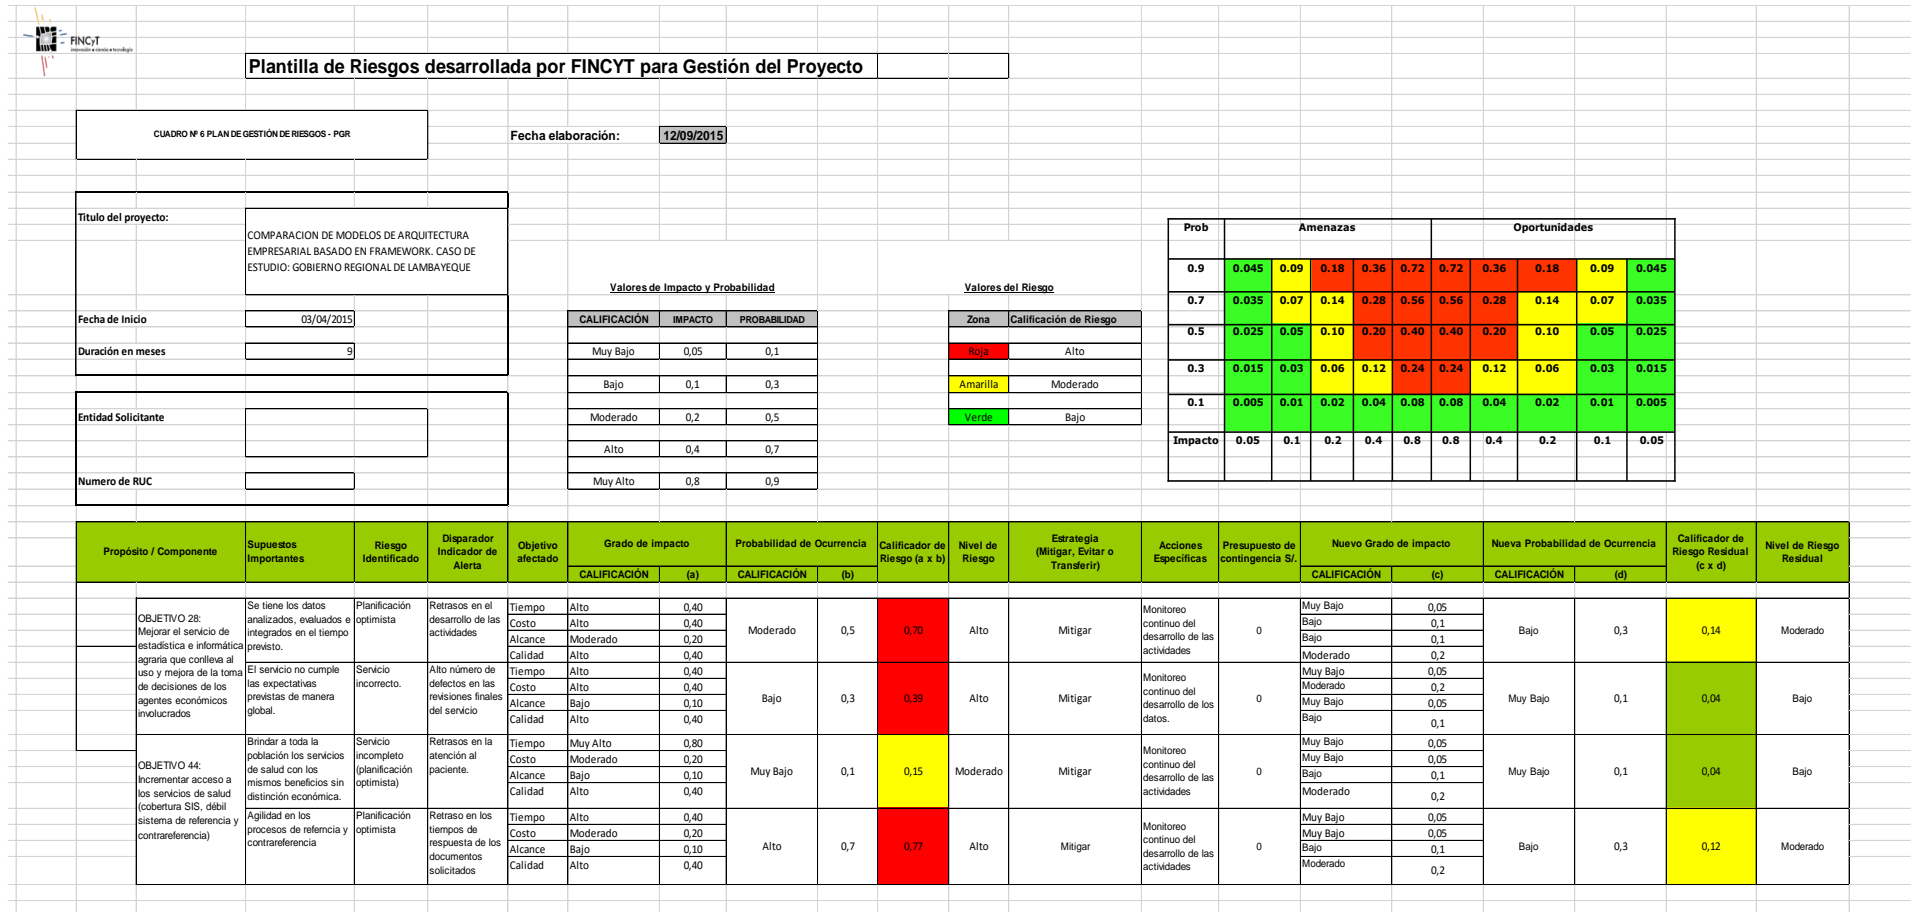 FINCyT
innovación ● ciencia ● tecnología
Plantilla de Riesgos desarrollada por FINCYT para Gestión del Proyecto
CUADRO Nº 6 PLAN DE GESTIÓN DE RIESGOS - PGR
Fecha elaboración: 12/09/2015
Titulo del proyecto:
COMPARACION DE MODELOS DE ARQUITECTURA
EMPRESARIAL BASADO EN FRAMEWORK. CASO DE
ESTUDIO: GOBIERNO REGIONAL DE LAMBAYEQUE
Fecha de Inicio 03/04/2015
Duración en meses 9
Entidad Solicitante
Numero de RUC
Valores de Impacto y Probabilidad
CALIFICACIÓN IMPACTO PROBABILIDAD
Muy Bajo 0,05 0,1
Bajo 0,1 0,3
Moderado 0,2 0,5
Alto 0,4 0,7
Muy Alto 0,8 0,9
Valores del Riesgo
Zona Calificación de Riesgo
Roja Alto
Amarilla Moderado
Verde Bajo
Prob Amenazas Oportunidades
0.9 0.045 0.09 0.18 0.36 0.72 0.72 0.36 0.18 0.09 0.045
0.7 0.035 0.07 0.14 0.28 0.56 0.56 0.28 0.14 0.07 0.035
0.5 0.025 0.05 0.10 0.20 0.40 0.40 0.20 0.10 0.05 0.025
0.3 0.015 0.03 0.06 0.12 0.24 0.24 0.12 0.06 0.03 0.015
0.1 0.005 0.01 0.02 0.04 0.08 0.08 0.04 0.02 0.01 0.005
Impacto 0.05 0.1 0.2 0.4 0.8 0.8 0.4 0.2 0.1 0.05
Propósito / Componente
Supuestos
Importantes
Riesgo
Identificado
Disparador
Indicador de
Alerta
Objetivo
afectado
Grado de impacto
CALIFICACIÓN (a)
Probabilidad de Ocurrencia
CALIFICACIÓN (b)
Calificador de
Riesgo (a x b)
Nivel de
Riesgo
Estrategia
(Mitigar, Evitar o
Transferir)
Acciones
Específicas
Presupuesto de
contingencia S/.
Nuevo Grado de impacto
CALIFICACIÓN (c)
Nueva Probabilidad de Ocurrencia
CALIFICACIÓN (d)
Calificador de
Riesgo Residual
(c x d)
Nivel de Riesgo
Residual
OBJETIVO 28:
Mejorar el servicio de
estadística e informática
agraria que conlleva al
uso y mejora de la toma
de decisiones de los
agentes económicos
involucrados
Se tiene los datos
analizados, evaluados e
integrados en el tiempo
previsto.
Planificación
optimista
Retrasos en el
desarrollo de las
actividades
Tiempo Alto 0,40
Costo Alto 0,40
Alcance Moderado 0,20
Calidad Alto 0,40
Moderado 0,5 0,70 Alto Mitigar
Monitoreo
continuo del
desarrollo de las
actividades
0
Muy Bajo 0,05
Bajo 0,1
Bajo 0,1
Moderado 0,2
Bajo 0,3 0,14 Moderado
El servicio no cumple
las expectativas
previstas de manera
global.
Servicio
incorrecto.
Alto número de
defectos en las
revisiones finales
del servicio
Tiempo Alto 0,40
Costo Alto 0,40
Alcance Bajo 0,10
Calidad Alto 0,40
Bajo 0,3 0,39 Alto Mitigar
Monitoreo
continuo del
desarrollo de los
datos.
0
Muy Bajo 0,05
Moderado 0,2
Muy Bajo 0,05
Bajo 0,1
Muy Bajo 0,1 0,04 Bajo
OBJETIVO 44:
Incrementar acceso a
los servicios de salud
(cobertura SIS, débil
sistema de referencia y
contrareferencia)
Brindar a toda la
población los servicios
de salud con los
mismos beneficios sin
distinción económica.
Servicio
incompleto
(planificación
optimista)
Retrasos en la
atención al
paciente.
Tiempo Muy Alto 0,80
Costo Moderado 0,20
Alcance Bajo 0,10
Calidad Alto 0,40
Muy Bajo 0,1 0,15 Moderado Mitigar
Monitoreo
continuo del
desarrollo de las
actividades
0
Muy Bajo 0,05
Muy Bajo 0,05
Bajo 0,1
Moderado 0,2
Muy Bajo 0,1 0,04 Bajo
Agilidad en los
procesos de referncia y
contrareferencia
Planificación
optimista
Retraso en los
tiempos de
respuesta de los
documentos
solicitados
Tiempo Alto 0,40
Costo Moderado 0,20
Alcance Bajo 0,10
Calidad Alto 0,40
Alto 0,7 0,77 Alto Mitigar
Monitoreo
continuo del
desarrollo de las
actividades
0
Muy Bajo 0,05
Muy Bajo 0,05
Bajo 0,1
Moderado 0,2
Bajo 0,3 0,12 Moderado